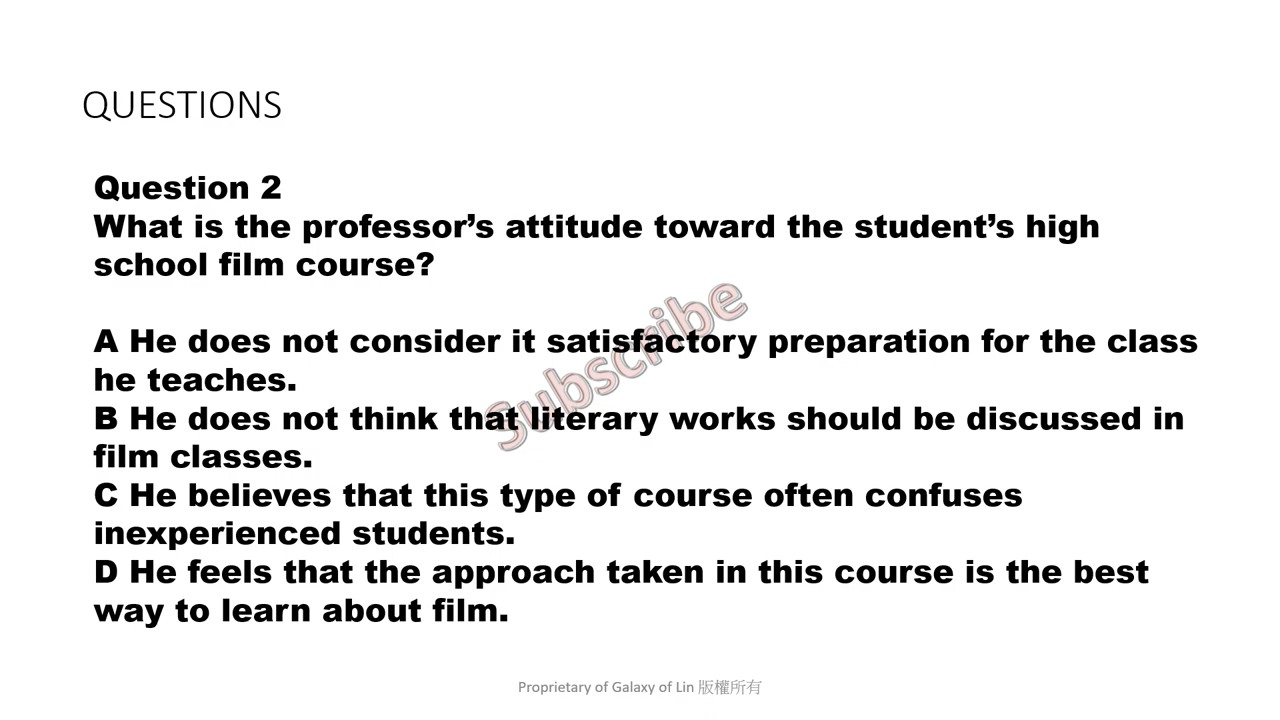 QUESTIONS
Question 2
What is the professor’s attitude toward the student’s high
school film course?
A He does not consider it satisfactory preparation for the class
he teaches.
B He does not think that literary works should be discussed in
film classes.
C He believes that this type of course often confuses
inexperienced students.
D He feels that the approach taken in this course is the best
way to learn about film.
Subscribe
Proprietary of Galaxy of Lin 版權所有